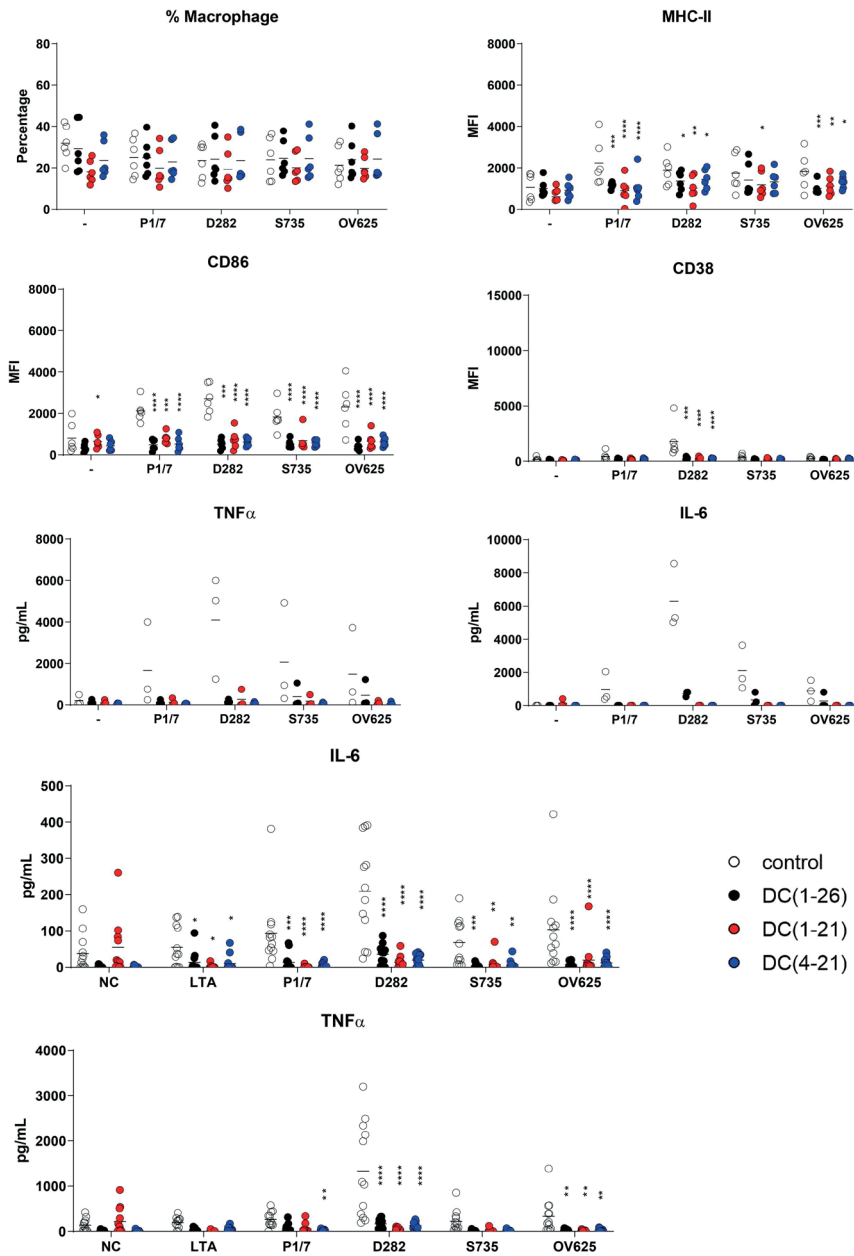 % Macrophage
Percentage
80
60
40
20
0
-
P1/7
D282
S735
OV625
MHC-II
MFI
8000
6000
4000
2000
0
***
****
****
*
**
*
*
***
**
*
-
P1/7
D282
S735
OV625
CD86
MFI
8000
6000
4000
2000
0
*
****
***
****
***
****
****
****
****
****
****
****
****
-
P1/7
D282
S735
OV625
CD38
MFI
15000
10000
5000
0
***
****
****
-
P1/7
D282
S735
OV625
TNFα
pg/mL
8000
6000
4000
2000
0
-
P1/7
D282
S735
OV625
IL-6
pg/mL
10000
8000
6000
4000
2000
0
-
P1/7
D282
S735
OV625
IL-6
pg/mL
500
400
300
200
100
0
*
*
*
***
****
****
****
****
****
***
**
**
****
****
****
NC
LTA
P1/7
D282
S735
OV625
control
DC(1-26)
DC(1-21)
DC(4-21)
TNFα
pg/mL
4000
3000
2000
1000
0
**
****
****
****
**
**
**
NC
LTA
P1/7
D282
S735
OV625